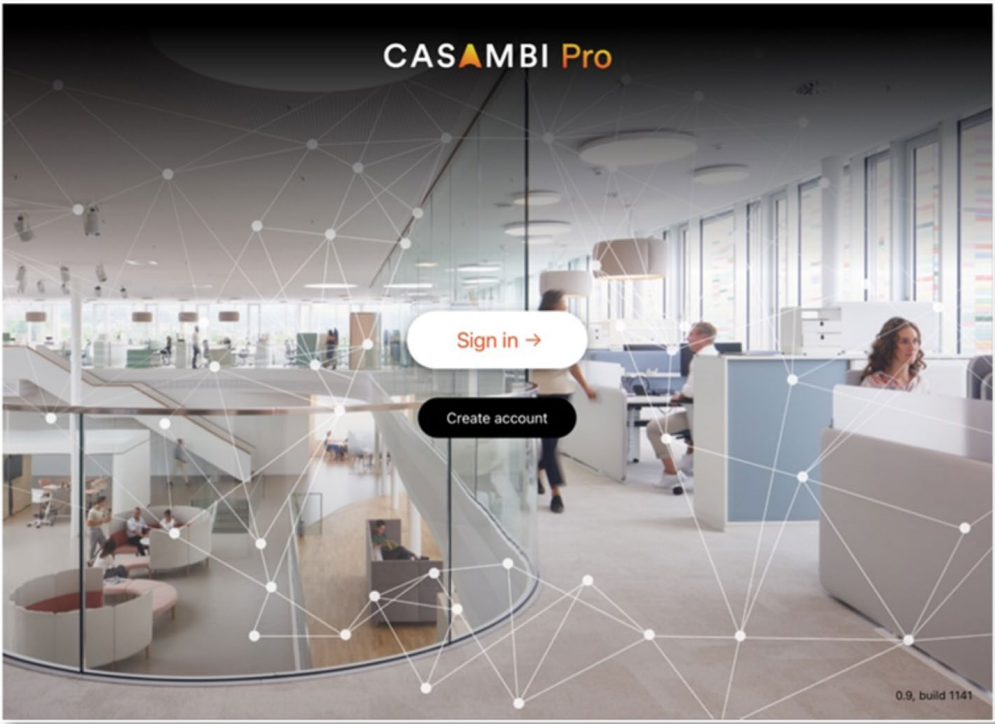 CASAMBI Pro
Sign in →
Create account
0.9, build 1141